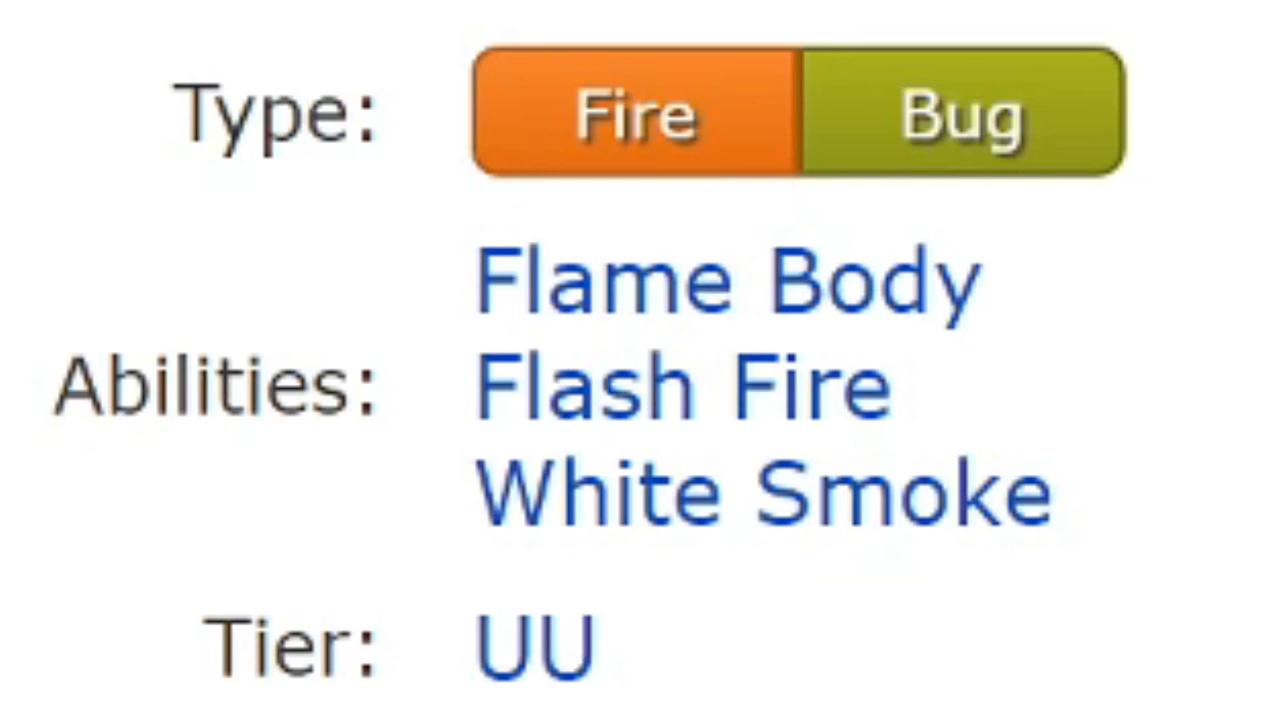 Type: Fire Bug
Flame Body
Abilities: Flash Fire
White Smoke
Tier: UU